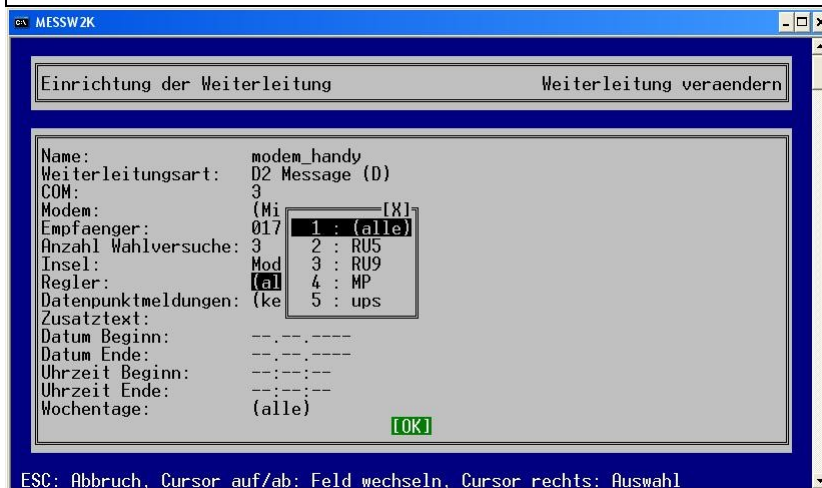 MESSW2K
Einrichtung der Weiterleitung Weiterleitung veraendern
Name: modem_handy
Weiterleitungsart: D2 Message (D)
COM: 3
Modem: (Mi
Empfaenger: 017
Anzahl Wahlversuche: 3
Insel: Mod
Regler: (al
Datenpunktmeldungen: (ke
[X]
1 : (alle)
2 : RU5
3 : RU9
4 : MP
5 : ups
Zusatztext:
Datum Beginn: --.--.----
Datum Ende: --.--.----
Uhrzeit Beginn: --:--:--
Uhrzeit Ende: --:--:--
Wochentage: (alle)
[OK]
ESC: Abbruch, Cursor auf/ab: Feld wechseln, Cursor rechts: Auswahl